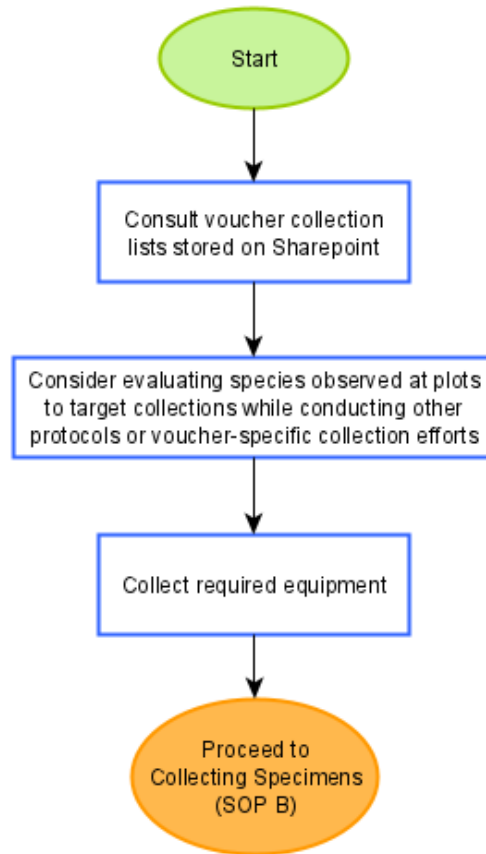 Start
Consult voucher collection
lists stored on Sharepoint
Consider evaluating species observed at plots
to target collections while conducting other
protocols or voucher-specific collection efforts
Collect required equipment
Proceed to
Collecting Specimens
(SOP B)